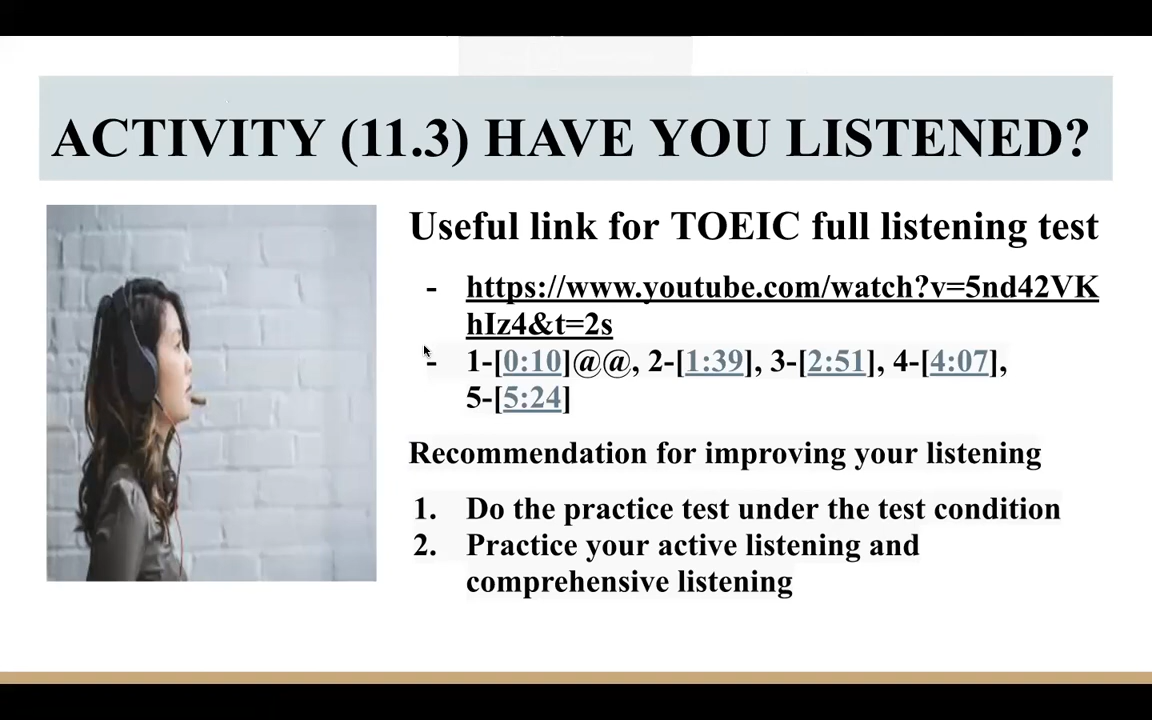 ACTIVITY (11.3) HAVE YOU LISTENED?
Useful link for TOEIC full listening test
- https://www.youtube.com/watch?v=5nd42VK
hIz4&t=2s
- 1-[0:10]@@, 2-[1:39], 3-[2:51], 4-[4:07],
5-[5:24]
Recommendation for improving your listening
1. Do the practice test under the test condition
2. Practice your active listening and
comprehensive listening